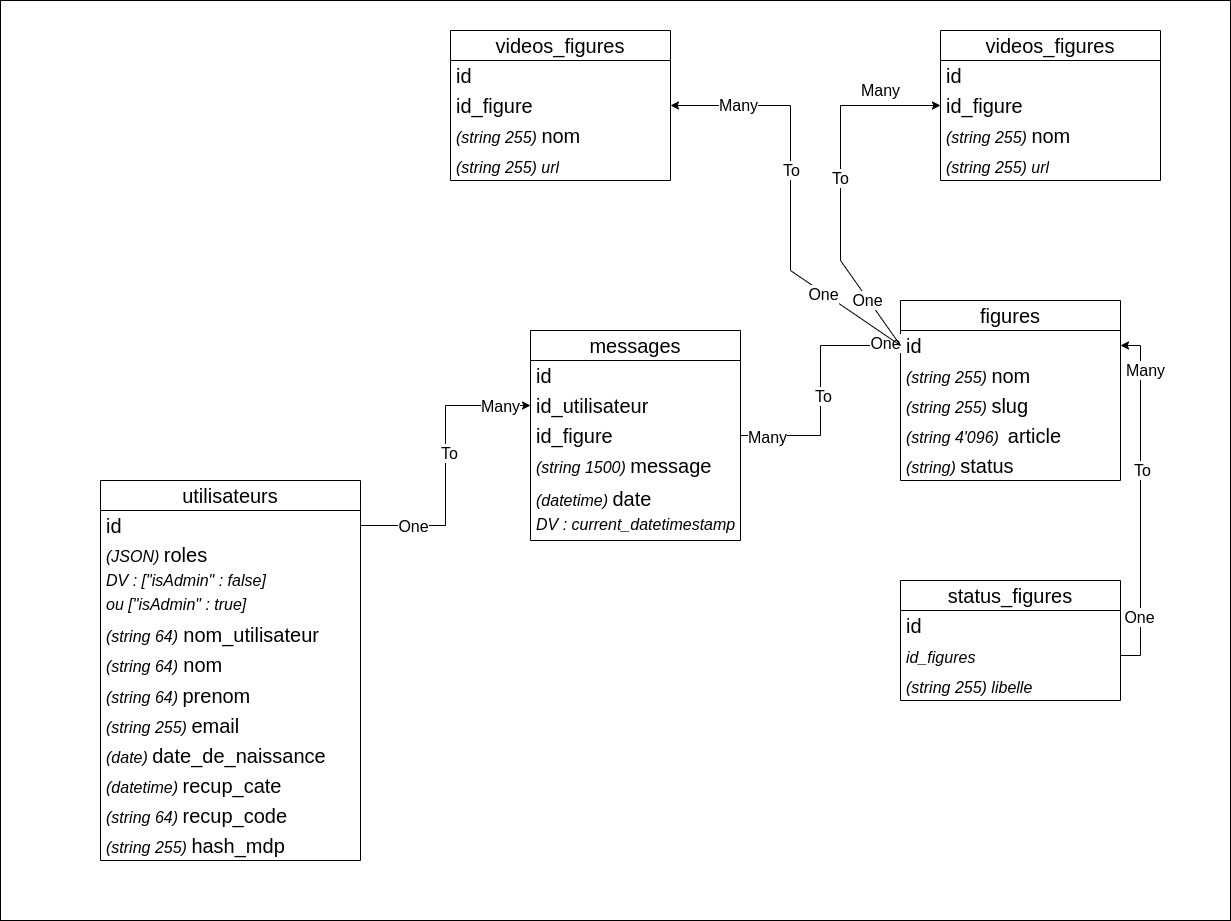 videos_figures
id
id_figure
(string 255) nom
(string 255) url
videos_figures
id
id_figure
(string 255) nom
(string 255) url
Many
To
One
Many
To
One
figures
id
(string 255) nom
(string 255) slug
(string 4'096) article
(string) status
One
To
Many
messages
id
id_utilisateur
id_figure
(string 1500) message
(datetime) date
DV : current_datetimestamp
Many
To
One
Many
To
One
utilisateurs
id
(JSON) roles
DV : ["isAdmin" : false]
ou ["isAdmin" : true]
(string 64) nom_utilisateur
(string 64) nom
(string 64) prenom
(string 255) email
(date) date_de_naissance
(datetime) recup_cate
(string 64) recup_code
(string 255) hash_mdp
status_figures
id
id_figures
(string 255) libelle